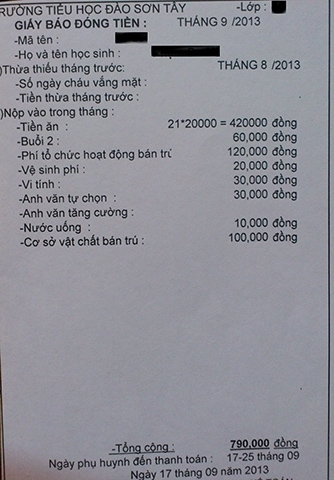 TRƯỜNG TIỂU HỌC ĐÀO SƠN TÂY -Lớp :
GIẤY BÁO ĐÓNG TIỀN : THÁNG 9 /2013
-Mã tên :
-Họ và tên học sinh :
)Thừa thiếu tháng trước: THÁNG 8 /2013
-Số ngày cháu vắng mặt :
-Tiền thừa tháng trước :
)Nộp vào trong tháng :
-Tiền ăn : 21*20000 = 420000 đồng
-Buổi 2 : 60,000 đồng
-Phí tổ chức hoạt động bán trú 120,000 đồng
-Vệ sinh phí : 20,000 đồng
-Vi tính : 30,000 đồng
-Anh văn tự chọn : 30,000 đồng
-Anh văn tăng cường :
-Nước uống : 10,000 đồng
-Cơ sở vật chất bán trú : 100,000 đồng
-Tổng công : 790,000 đồng
Ngày phụ huynh đến thanh toán : 17-25 tháng 09
Ngày 17 tháng 09 năm 2013